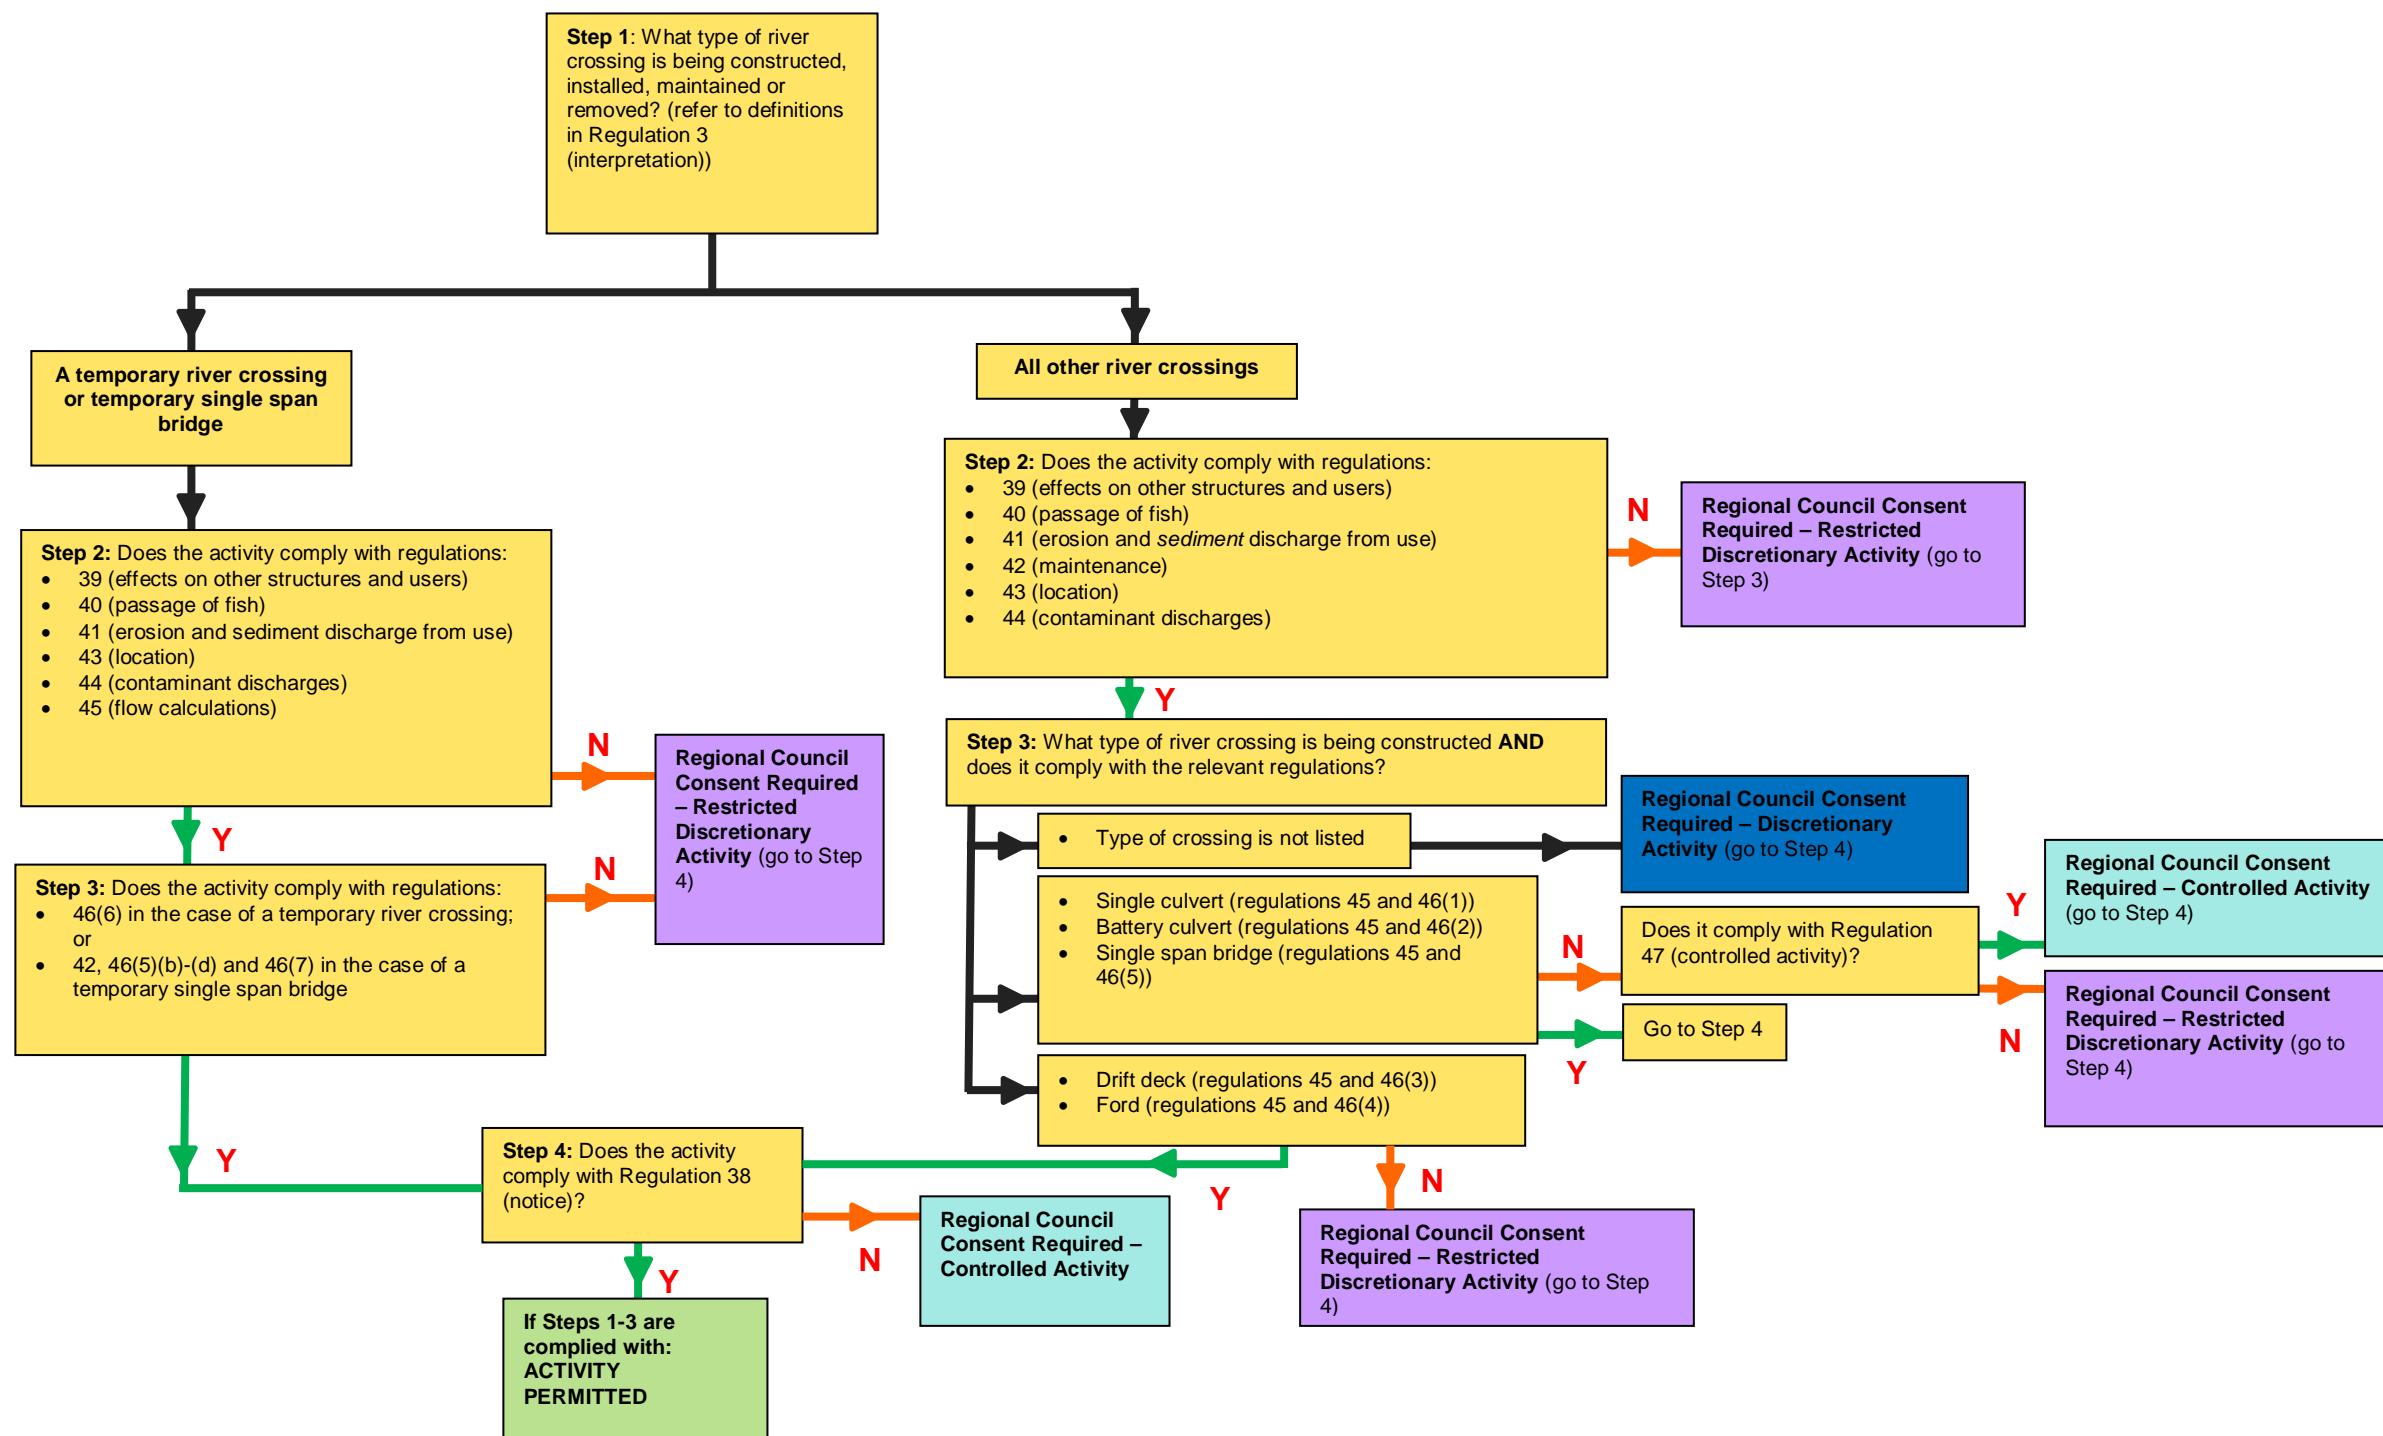 Step 1: What type of river
crossing is being constructed,
installed, maintained or
removed? (refer to definitions
in Regulation 3
(interpretation))
A temporary river crossing
or temporary single span
bridge
All other river crossings
Step 2: Does the activity comply with regulations:
• 39 (effects on other structures and users)
• 40 (passage of fish)
• 41 (erosion and sediment discharge from use)
• 43 (location)
• 44 (contaminant discharges)
• 45 (flow calculations)
N
Y
Regional Council
Consent Required
– Restricted
Discretionary
Activity (go to Step
4)
Step 3: Does the activity comply with regulations:
• 46(6) in the case of a temporary river crossing;
or
• 42, 46(5)(b)-(d) and 46(7) in the case of a
temporary single span bridge
N
Y
Step 2: Does the activity comply with regulations:
• 39 (effects on other structures and users)
• 40 (passage of fish)
• 41 (erosion and sediment discharge from use)
• 42 (maintenance)
• 43 (location)
• 44 (contaminant discharges)
N
Regional Council Consent
Required – Restricted
Discretionary Activity (go to
Step 3)
Y
Step 3: What type of river crossing is being constructed AND
does it comply with the relevant regulations?
• Type of crossing is not listed
Regional Council Consent
Required – Discretionary
Activity (go to Step 4)
• Single culvert (regulations 45 and 46(1))
• Battery culvert (regulations 45 and 46(2))
• Single span bridge (regulations 45 and
46(5))
N
Does it comply with Regulation
47 (controlled activity)?
Y
Regional Council Consent
Required – Controlled Activity
(go to Step 4)
N
Regional Council Consent
Required – Restricted
Discretionary Activity (go to
Step 4)
Y
Go to Step 4
• Drift deck (regulations 45 and 46(3))
• Ford (regulations 45 and 46(4))
Y
N
Regional Council Consent
Required – Restricted
Discretionary Activity (go to Step
4)
Step 4: Does the activity
comply with Regulation 38
(notice)?
N
Regional Council
Consent Required –
Controlled Activity
Y
If Steps 1-3 are
complied with:
ACTIVITY
PERMITTED